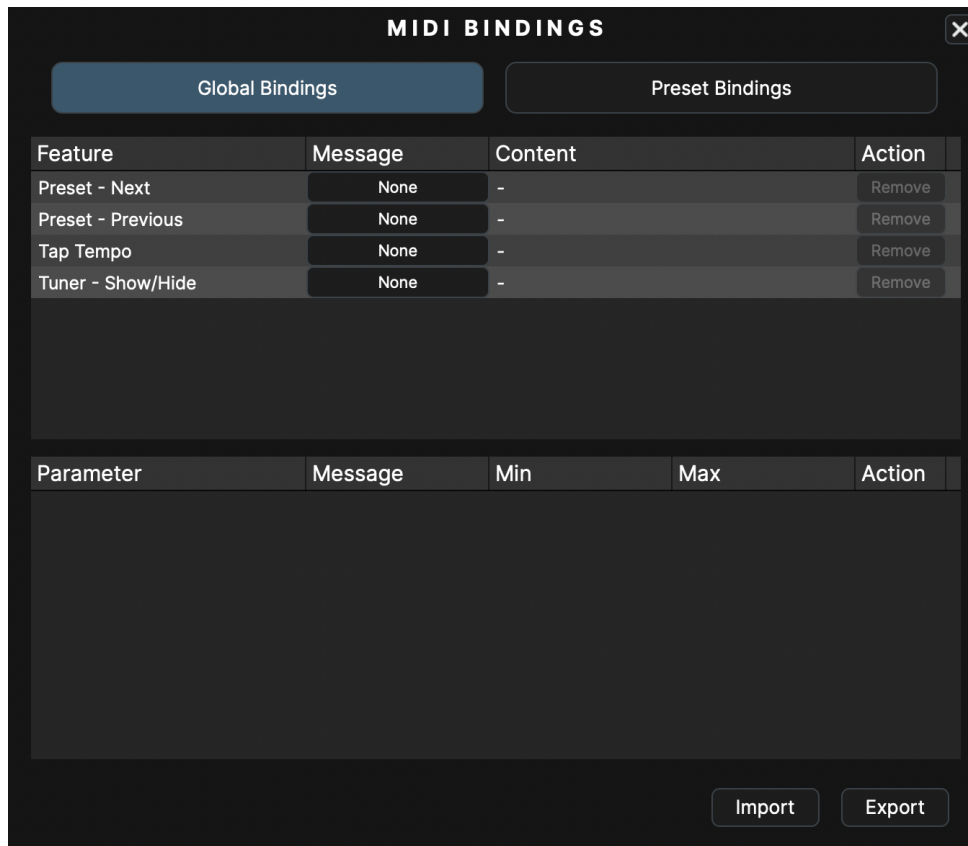 MIDI BINDINGS
Global Bindings Preset Bindings
Feature Message Content Action
Preset - Next None - Remove
Preset - Previous None - Remove
Tap Tempo None - Remove
Tuner - Show/Hide None - Remove
Parameter Message Min Max Action
Import Export